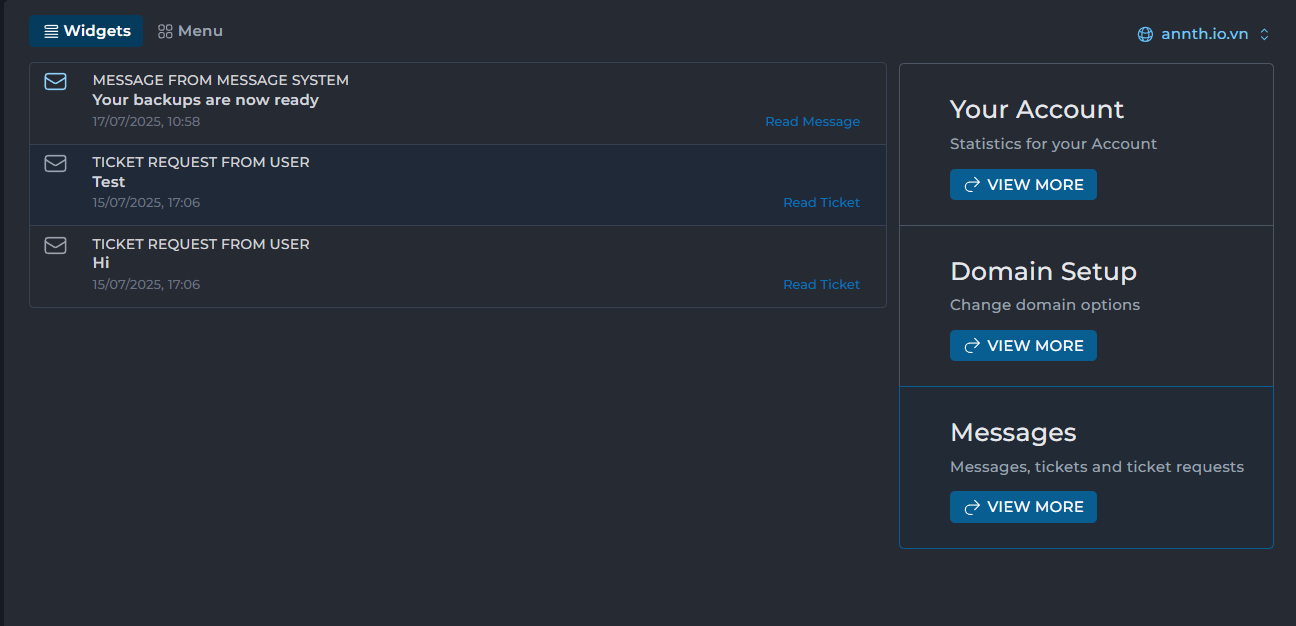 Widgets
Menu
annth.io.vn
MESSAGE FROM MESSAGE SYSTEM
Your backups are now ready
17/07/2025, 10:58
Read Message
TICKET REQUEST FROM USER
Test
15/07/2025, 17:06
Read Ticket
TICKET REQUEST FROM USER
Hi
15/07/2025, 17:06
Read Ticket
Your Account
Statistics for your Account
VIEW MORE
Domain Setup
Change domain options
VIEW MORE
Messages
Messages, tickets and ticket requests
VIEW MORE